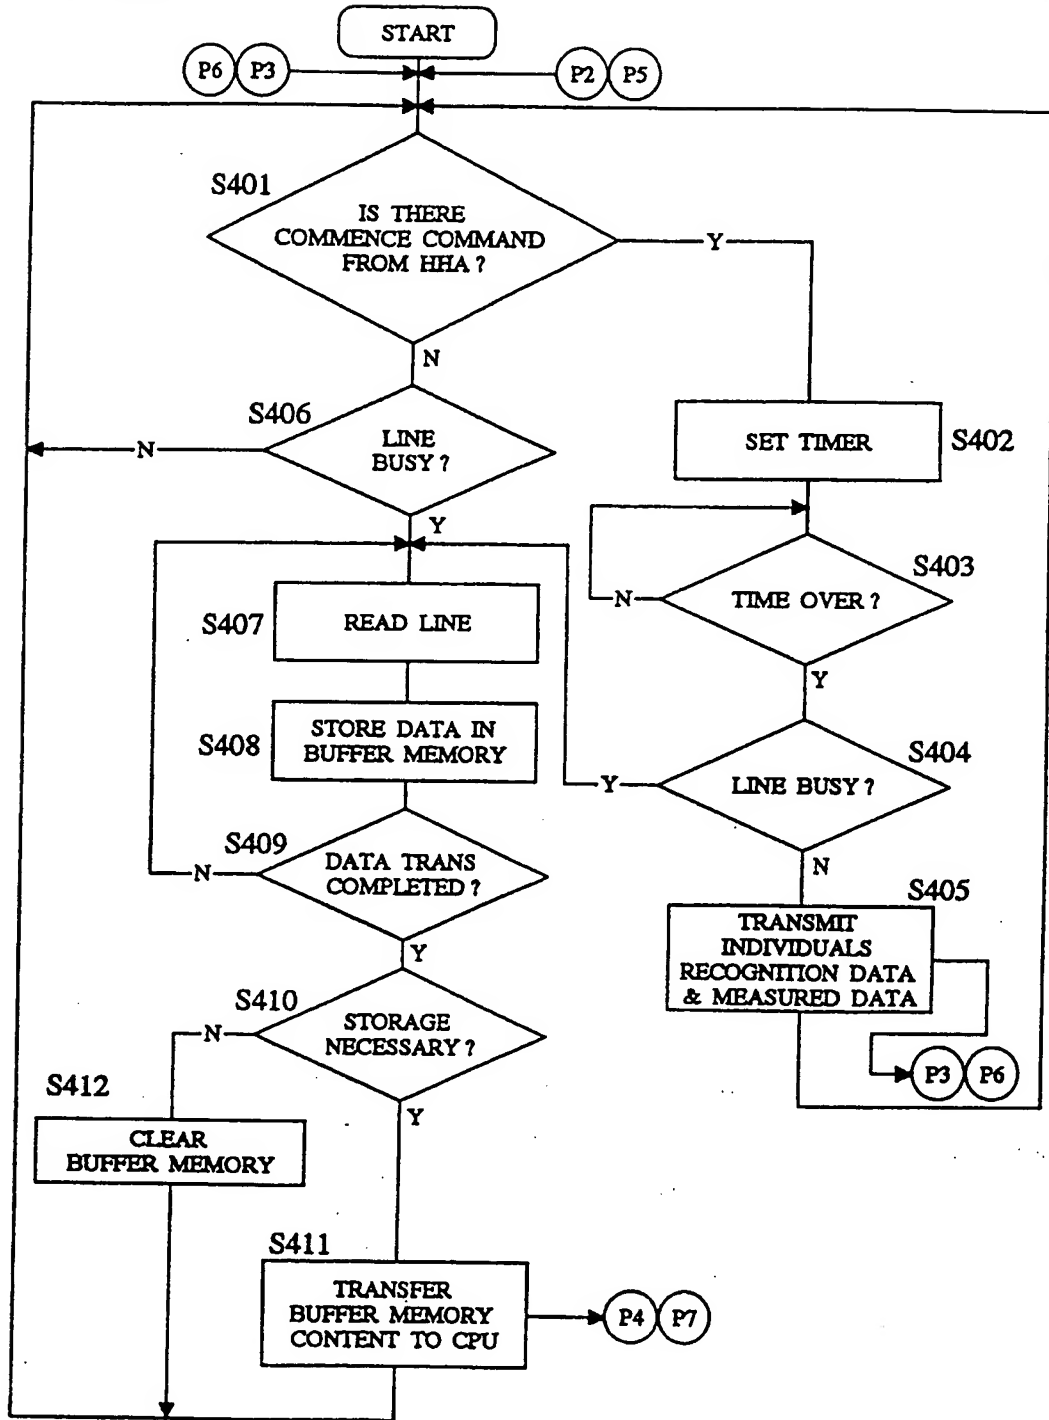 START
P6 P3
P2 P5
S401
IS THERE
COMMENCE COMMAND
FROM HHA ?
Y
N
S406
LINE
BUSY ?
N
Y
SET TIMER
S402
S403
TIME OVER ?
N
Y
S407
READ LINE
S408
STORE DATA IN
BUFFER MEMORY
S404
LINE BUSY ?
Y
N
S409
DATA TRANS
COMPLETED ?
N
Y
S405
TRANSMIT
INDIVIDUALS
RECOGNITION DATA
& MEASURED DATA
P3 P6
S410
STORAGE
NECESSARY ?
N
Y
S412
CLEAR
BUFFER MEMORY
S411
TRANSFER
BUFFER MEMORY
CONTENT TO CPU
P4 P7